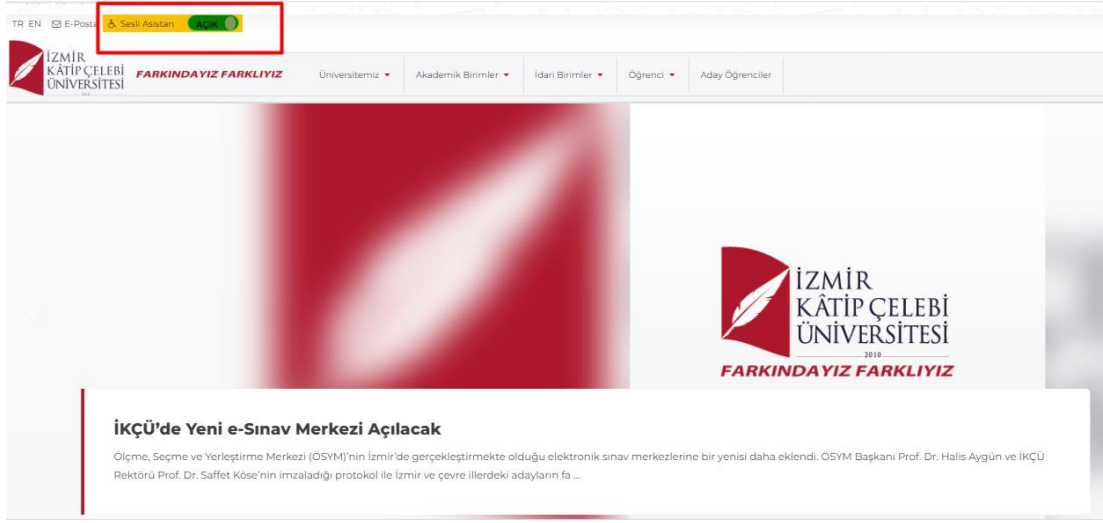 TR EN E-Posta Sesli Asistan AÇIK
İZMİR
KÂTİP ÇELEBİ
ÜNİVERSİTESİ
FARKINDAYIZ FARKLIYIZ
Üniversitemiz Akademik Birimler İdari Birimler Öğrenci Aday Öğrenciler
İZMİR
KÂTİP ÇELEBİ
ÜNİVERSİTESİ
2010
FARKINDAYIZ FARKLIYIZ
İKÇÜ’de Yeni e-Sınav Merkezi Açılacak
Ölçme, Seçme ve Yerleştirme Merkezi (ÖSYM)’nin İzmir’de gerçekleştirmekte olduğu elektronik sınav merkezlerine bir yenisi daha eklendi. ÖSYM Başkanı Prof. Dr. Halis Aygün ve İKÇÜ
Rektörü Prof. Dr. Saffet Köse’nin imzaladığı protokol ile İzmir ve çevre illerdeki adayların fa ...